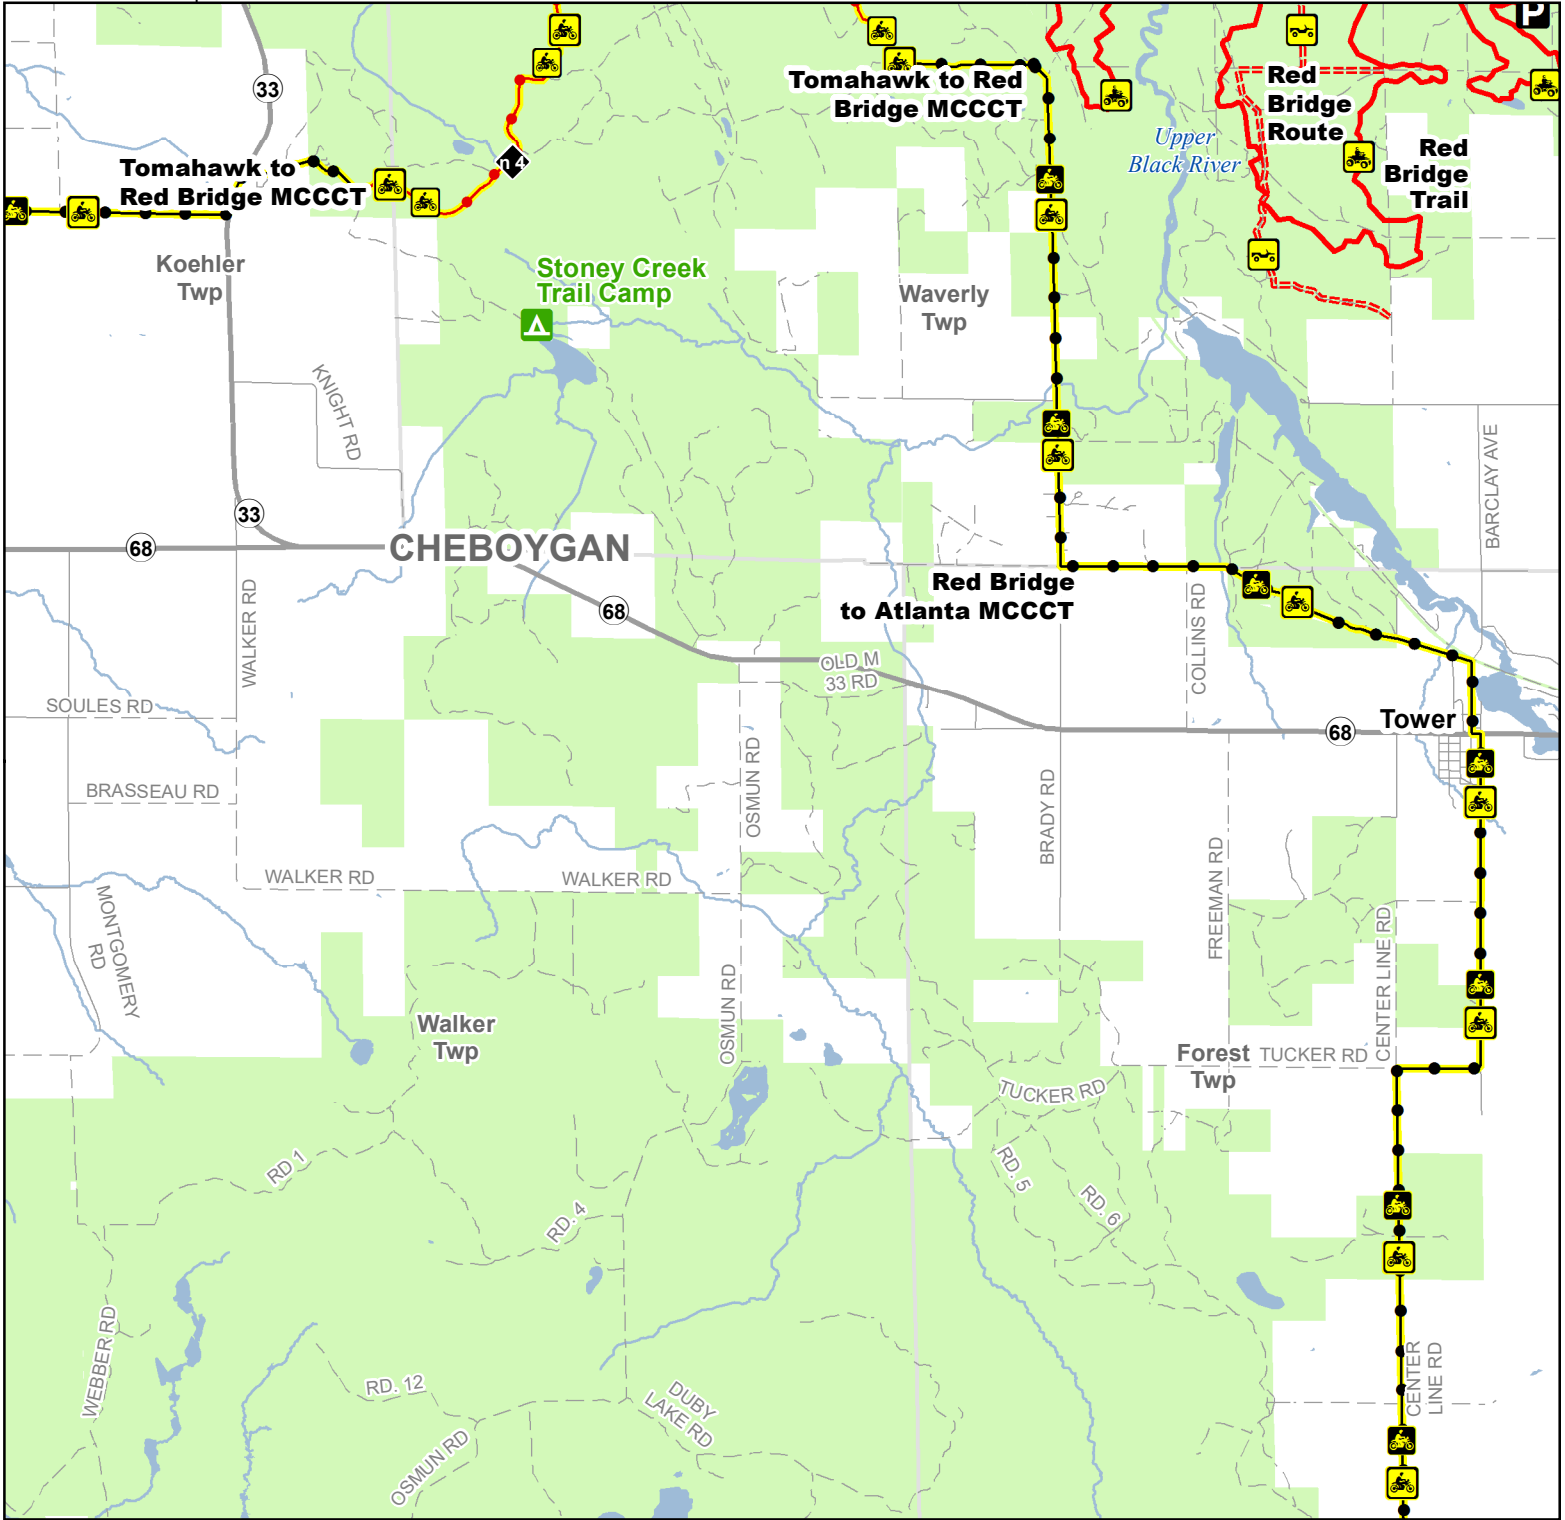 P
33
Tomahawk to Red
Bridge MCCCT
Red
Bridge
Route
Upper
Black River
Red
Bridge
Trail
n 4
Tomahawk to
Red Bridge MCCCT
Koehler
Twp
Stoney Creek
Trail Camp
Waverly
Twp
KNIGHT RD
BARCLAY AVE
33
68
CHEBOYGAN
68
Red Bridge
to Atlanta MCCCT
WALKER RD
COLLINS RD
OLD M
33 RD
SOULES RD
Tower
68
BRASSEAU RD
OSMUN RD
BRADY RD
FREEMAN RD
WALKER RD
WALKER RD
MONTGOMERY
RD
CENTER LINE RD
OSMUN RD
Walker
Twp
Forest
Twp
TUCKER RD
TUCKER RD
RD 1
RD. 5
RD. 6
RD. 4
WEBBER RD
RD. 12
DUBY
LAKE RD
CENTER
LINE RD
OSMUN RD